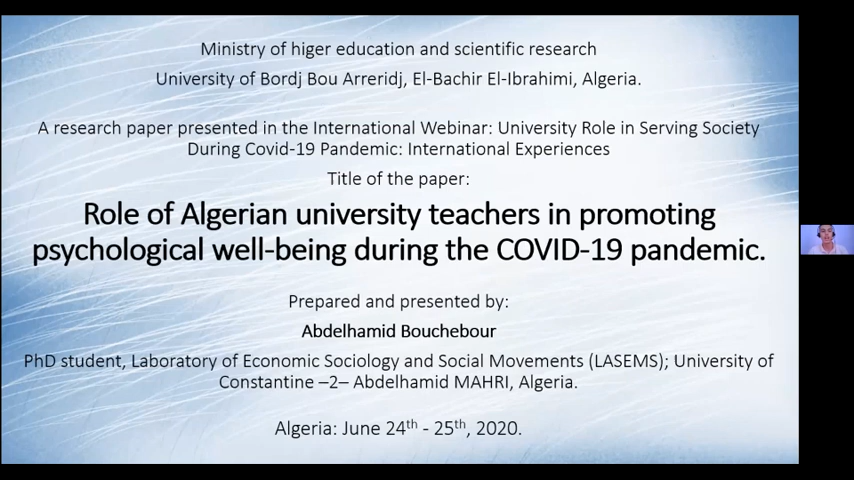 Ministry of higer education and scientific research
University of Bordj Bou Arreridj, El-Bachir El-Ibrahimi, Algeria.
A research paper presented in the International Webinar: University Role in Serving Society
During Covid-19 Pandemic: International Experiences
Title of the paper:
Role of Algerian university teachers in promoting
psychological well-being during the COVID-19 pandemic.
Prepared and presented by:
Abdelhamid Bouchebour
PhD student, Laboratory of Economic Sociology and Social Movements (LASEMS); University of
Constantine –2– Abdelhamid MAHRI, Algeria.
Algeria: June 24th - 25th, 2020.